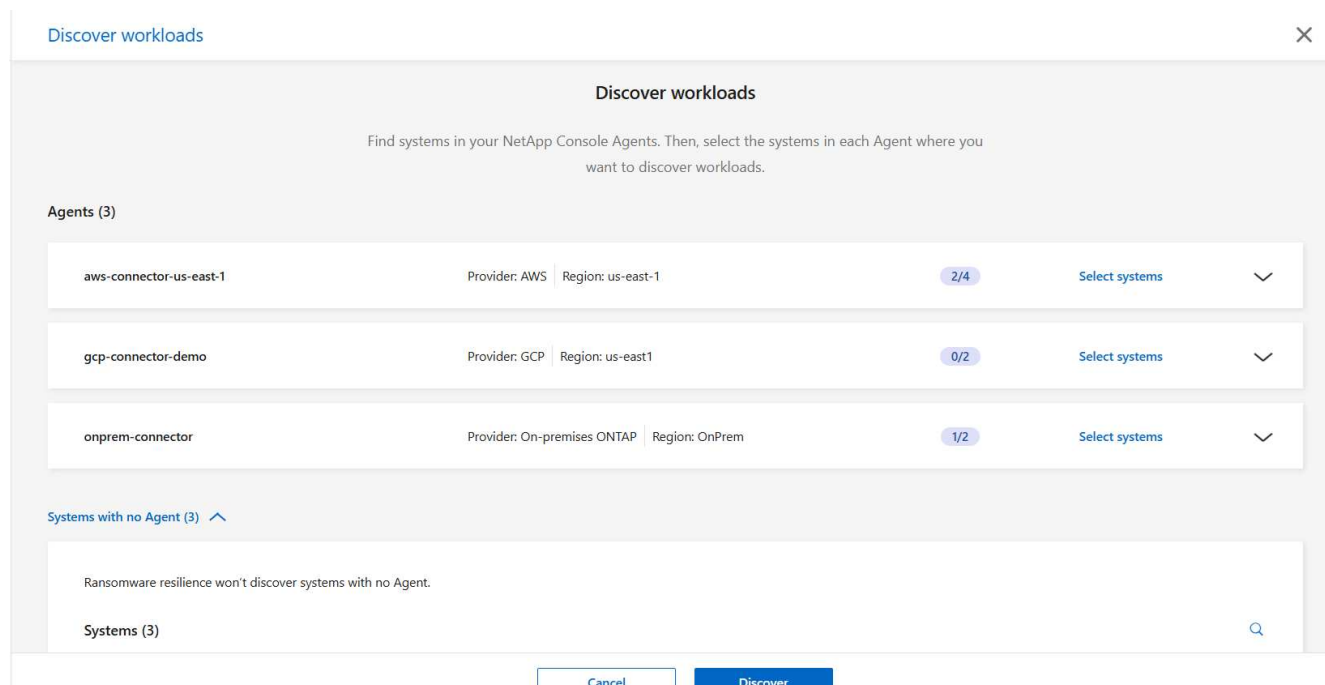 Discover workloads
Discover workloads
Find systems in your NetApp Console Agents. Then, select the systems in each Agent where you
want to discover workloads.
Agents (3)
aws-connector-us-east-1 Provider: AWS Region: us-east-1 2/4 Select systems
gcp-connector-demo Provider: GCP Region: us-east1 0/2 Select systems
onprem-connector Provider: On-premises ONTAP Region: OnPrem 1/2 Select systems
Systems with no Agent (3)
Ransomware resilience won't discover systems with no Agent.
Systems (3)
Cancel Discover